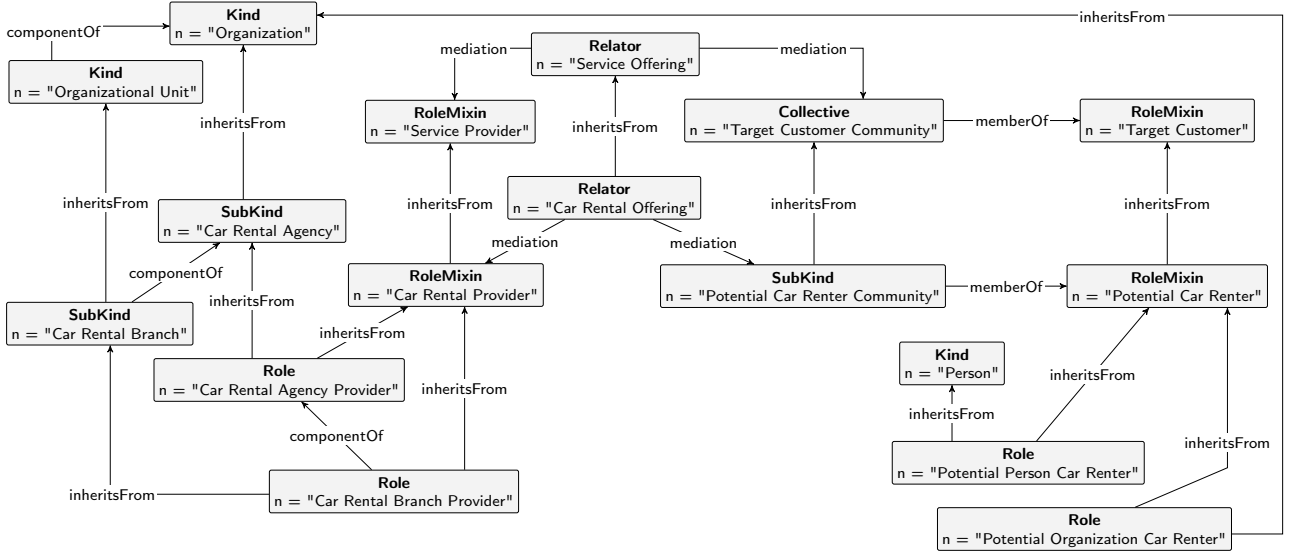 Kind
n = "Organization"
inheritsFrom
componentOf
Kind
n = "Organizational Unit"
mediation
Relator
n = "Service Offering"
mediation
RoleMixin
n = "Service Provider"
inheritsFrom
inheritsFrom
Collective
n = "Target Customer Community"
memberOf
RoleMixin
n = "Target Customer"
inheritsFrom
SubKind
n = "Car Rental Agency"
inheritsFrom
Relator
n = "Car Rental Offering"
inheritsFrom
inheritsFrom
mediation
mediation
componentOf
RoleMixin
n = "Car Rental Provider"
SubKind
n = "Potential Car Renter Community"
memberOf
RoleMixin
n = "Potential Car Renter"
inheritsFrom
SubKind
n = "Car Rental Branch"
inheritsFrom
Kind
n = "Person"
Role
n = "Car Rental Agency Provider"
inheritsFrom
inheritsFrom
inheritsFrom
componentOf
inheritsFrom
Role
n = "Potential Person Car Renter"
Role
n = "Car Rental Branch Provider"
inheritsFrom
Role
n = "Potential Organization Car Renter"